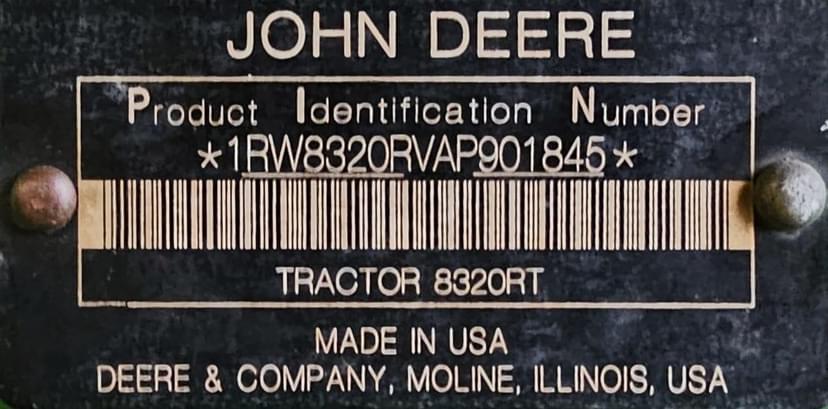 JOHN DEERE
Product Identification Number
*1RW8320RVAP901845*
TRACTOR 8320RT
MADE IN USA
DEERE & COMPANY, MOLINE, ILLINOIS, USA